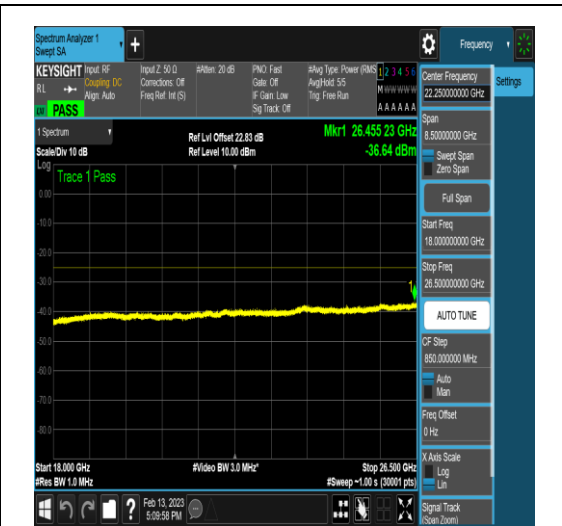 Spectrum Analyzer 1
Swept SA
+
Frequency
KEYSIGHT
RL
Input: RF
Coupling: DC
Align: Auto
Input Z: 50 Ω
Corrections: Off
Freq Ref: Int (S)
#Atten: 20 dB
PNO: Fast
Gate: Off
IF Gain: Low
Sig Track: Off
#Avg Type: Power (RMS
Avg|Hold: 5/5
Trig: Free Run
1 2 3 4 5 6
M W W W W W
A A A A A A
PASS
1 Spectrum
Scale/Div 10 dB
Ref Lvl Offset 22.83 dB
Ref Level 10.00 dBm
Mkr1 26.455 23 GHz
-36.64 dBm
Log
Trace 1 Pass
0.00
-10.0
-20.0
-30.0
-40.0
-50.0
-60.0
-70.0
-80.0
1
Start 18.000 GHz
#Res BW 1.0 MHz
#Video BW 3.0 MHz*
Stop 26.500 GHz
#Sweep ~1.00 s (30001 pts)
Feb 13, 2023
5:09:58 PM
?
Center Frequency
22.250000000 GHz
Settings
Span
8.50000000 GHz
Swept Span
Zero Span
Full Span
Start Freq
18.000000000 GHz
Stop Freq
26.500000000 GHz
AUTO TUNE
CF Step
850.000000 MHz
Auto
Man
Freq Offset
0 Hz
X Axis Scale
Log
Lin
Signal Track
(Span Zoom)